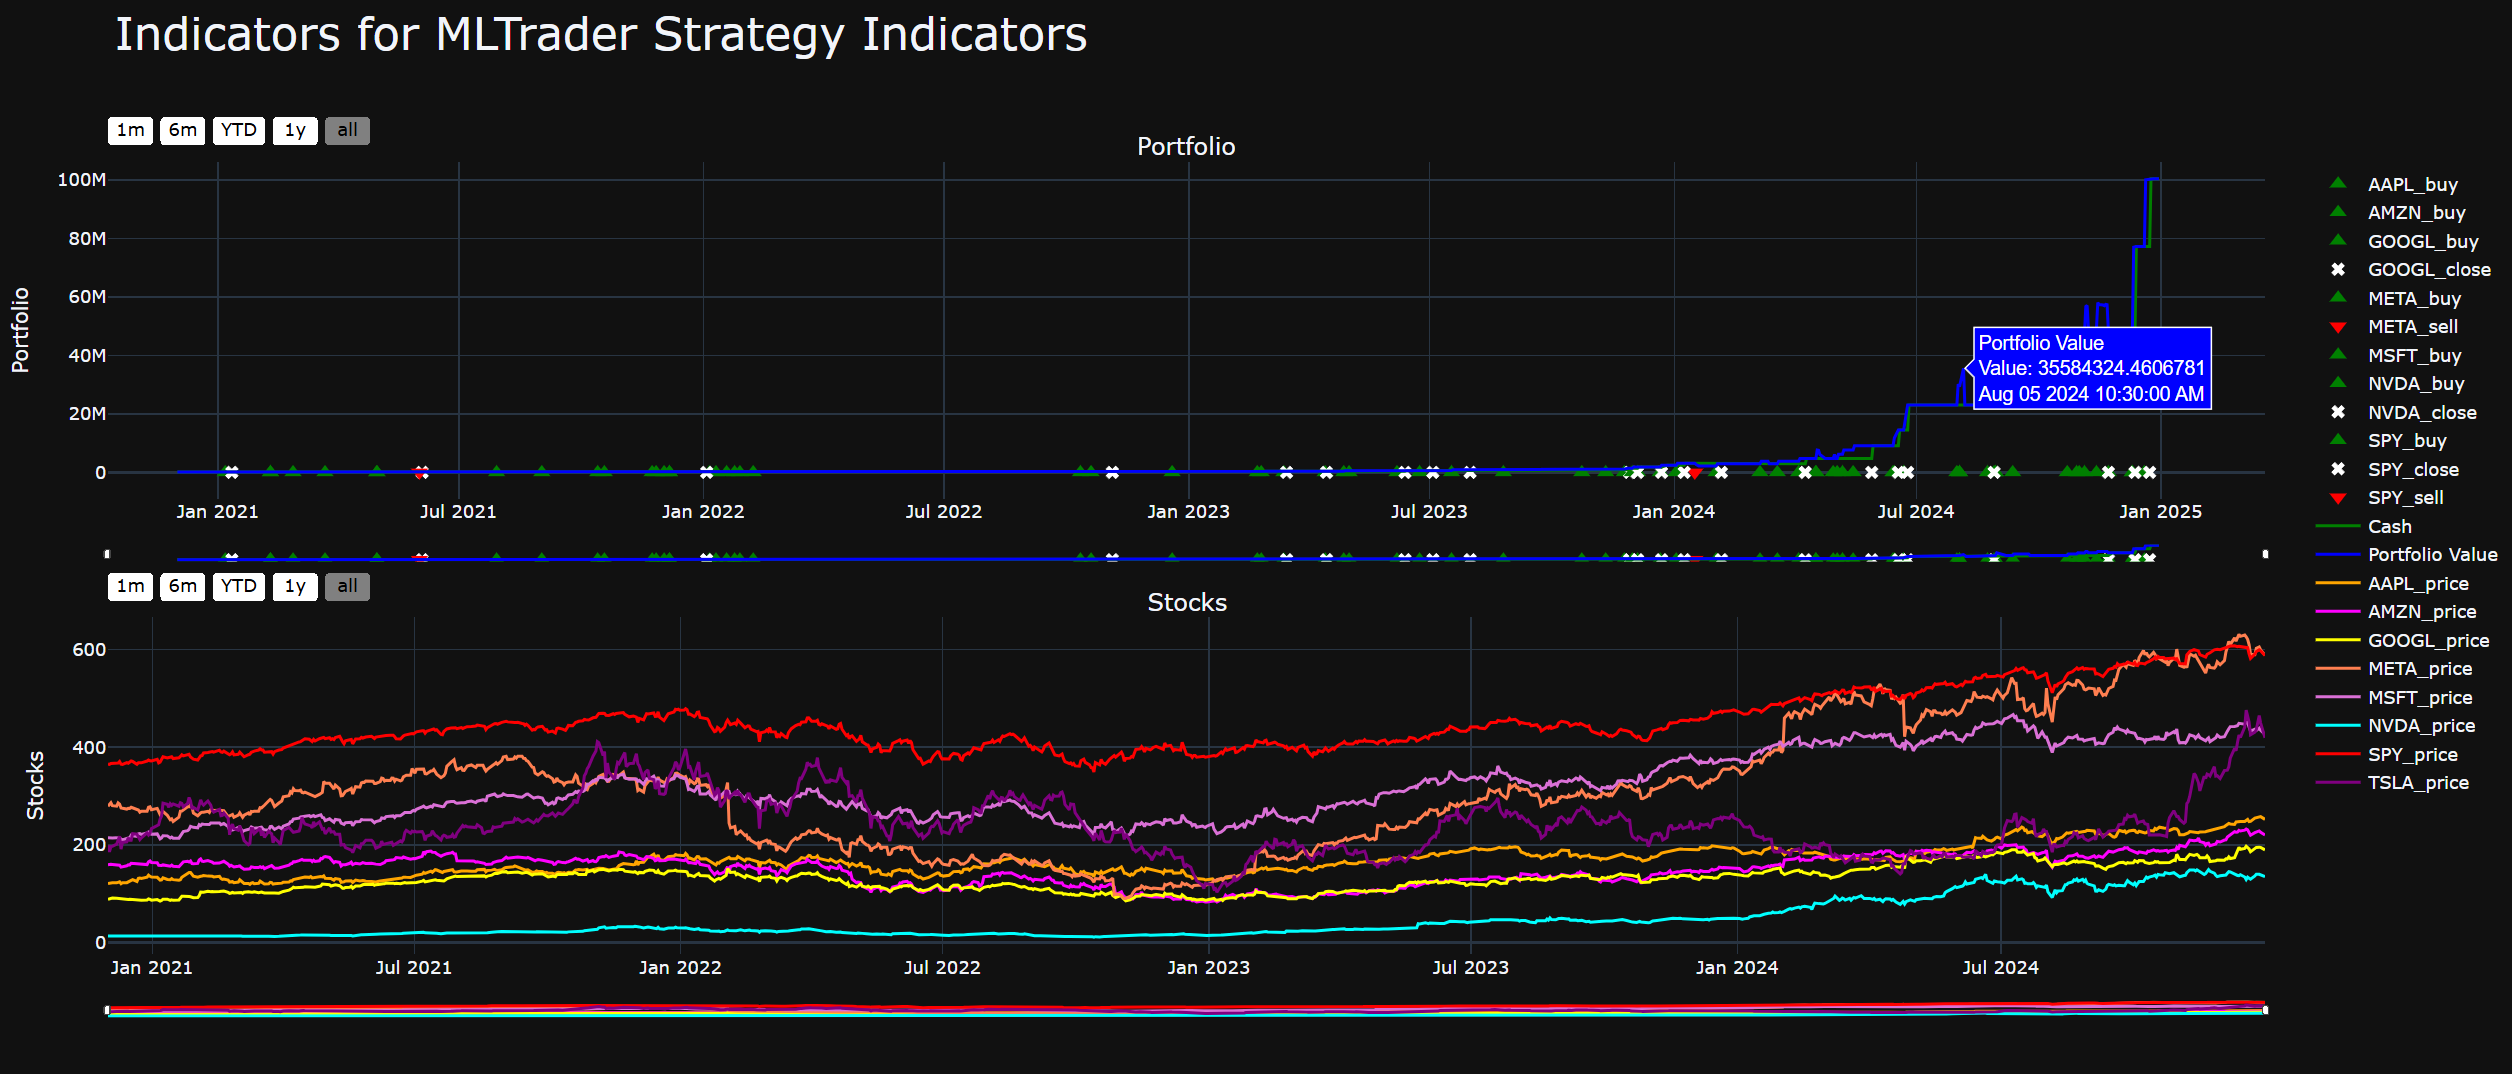 Indicators for MLTrader Strategy Indicators
1m 6m YTD 1y all
Portfolio
Portfolio
100M
80M
60M
40M
20M
0
Portfolio Value
Value: 35584324.4606781
Aug 05 2024 10:30:00 AM
Jan 2021 Jul 2021 Jan 2022 Jul 2022 Jan 2023 Jul 2023 Jan 2024 Jul 2024 Jan 2025
AAPL_buy
AMZN_buy
GOOGL_buy
GOOGL_close
META_buy
META_sell
MSFT_buy
NVDA_buy
NVDA_close
SPY_buy
SPY_close
SPY_sell
Cash
Portfolio Value
AAPL_price
AMZN_price
GOOGL_price
META_price
MSFT_price
NVDA_price
SPY_price
TSLA_price
1m 6m YTD 1y all
Stocks
Stocks
600
400
200
0
Jan 2021 Jul 2021 Jan 2022 Jul 2022 Jan 2023 Jul 2023 Jan 2024 Jul 2024